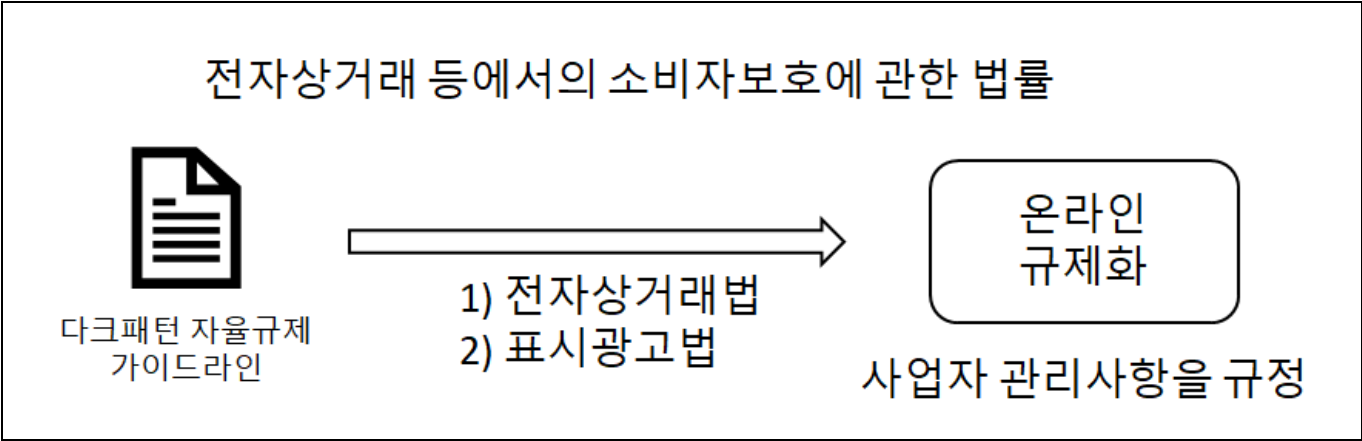 전자상거래 등에서의 소비자보호에 관한 법률
다크패턴 자율규제
가이드라인
1) 전자상거래법
2) 표시광고법
온라인
규제화
사업자 관리사항을 규정